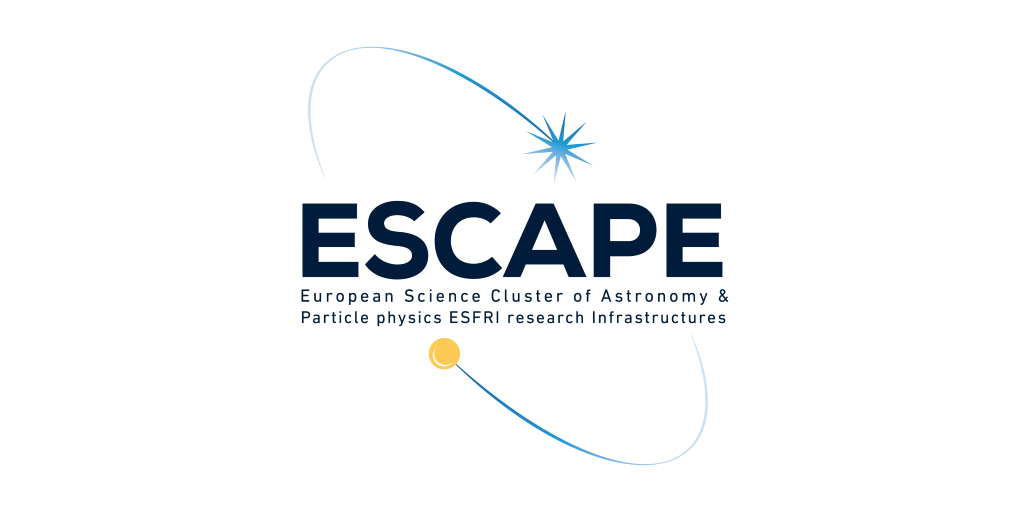 ESCAPE
European Science Cluster of Astronomy &
Particle physics ESFRI research Infrastructures